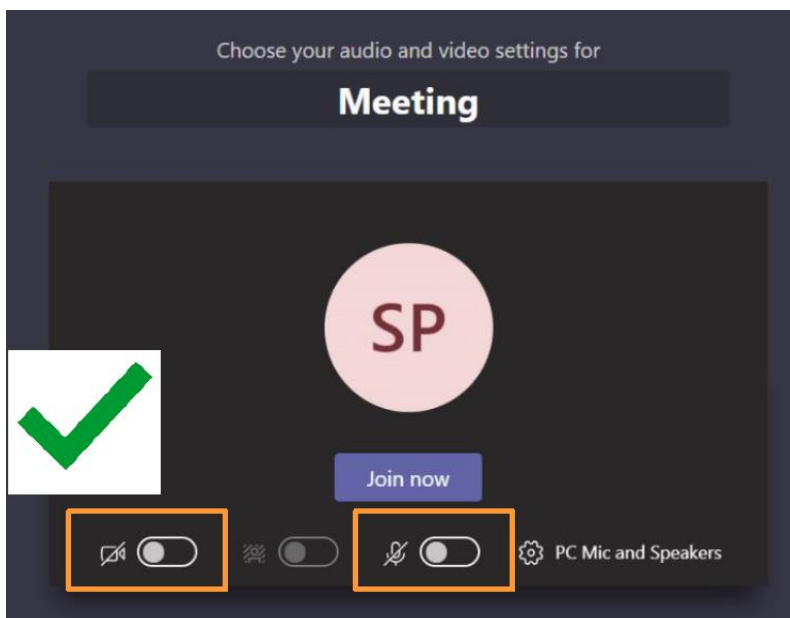 Choose your audio and video settings for
Meeting
SP
Join now
PC Mic and Speakers